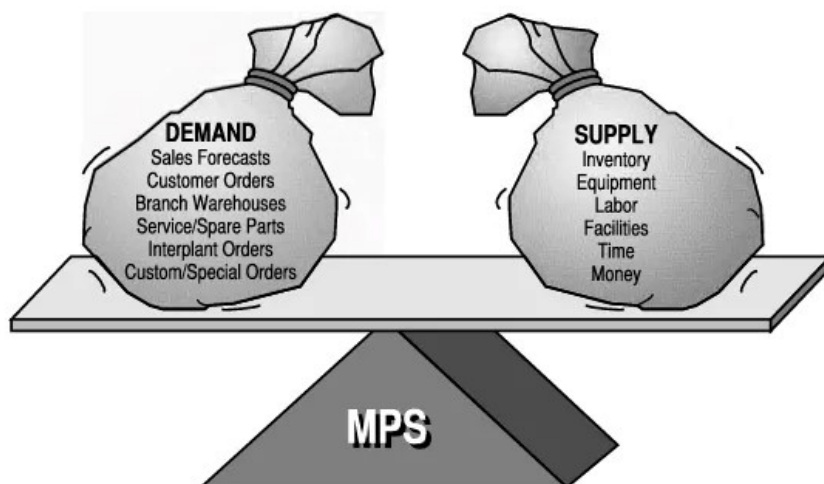 DEMAND
Sales Forecasts
Customer Orders
Branch Warehouses
Service/Spare Parts
Interplant Orders
Custom/Special Orders
SUPPLY
Inventory
Equipment
Labor
Facilities
Time
Money
MPS